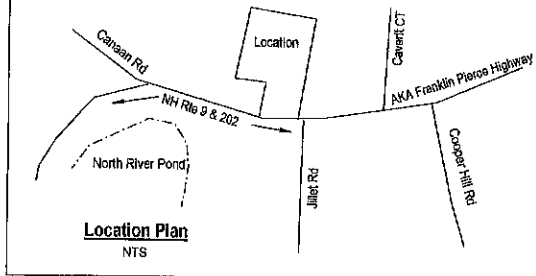 Canaan Rd
Location
Caverlt CT
AKA Franklin Pierce Highway
NH Rte 9 & 202
North River Pond
Jillet Rd
Cooper Hill Rd
Location Plan
NTS